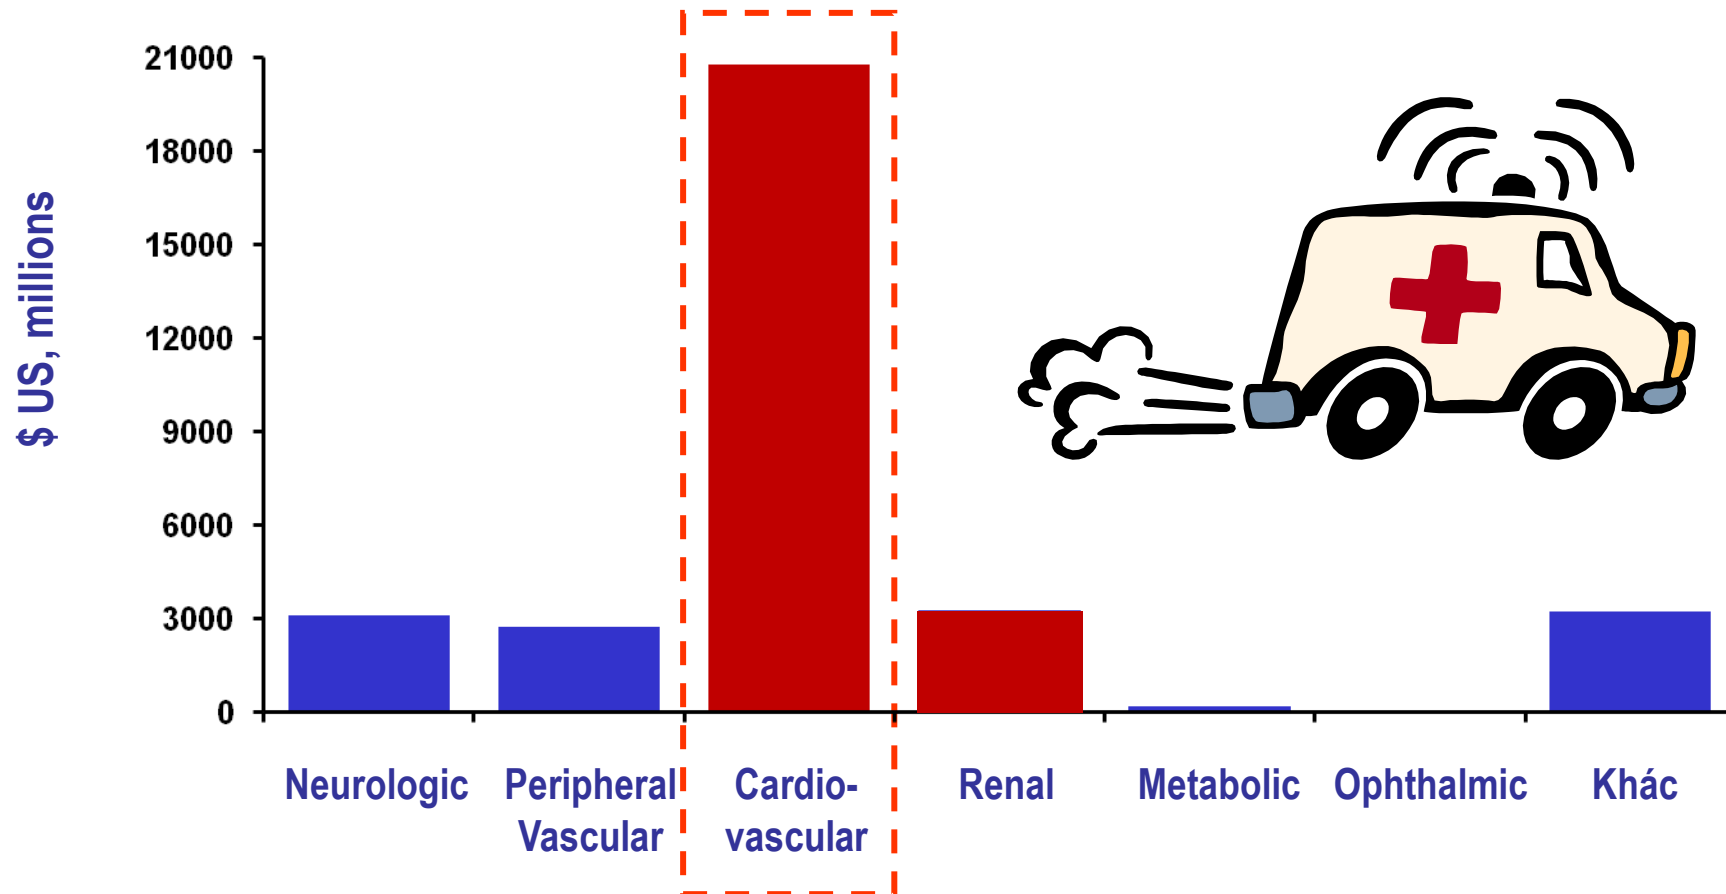 $ US, millions
21000
18000
15000
12000
9000
6000
3000
0
Neurologic
Peripheral
Vascular
Cardio-
vascular
Renal
Metabolic
Ophthalmic
Khác